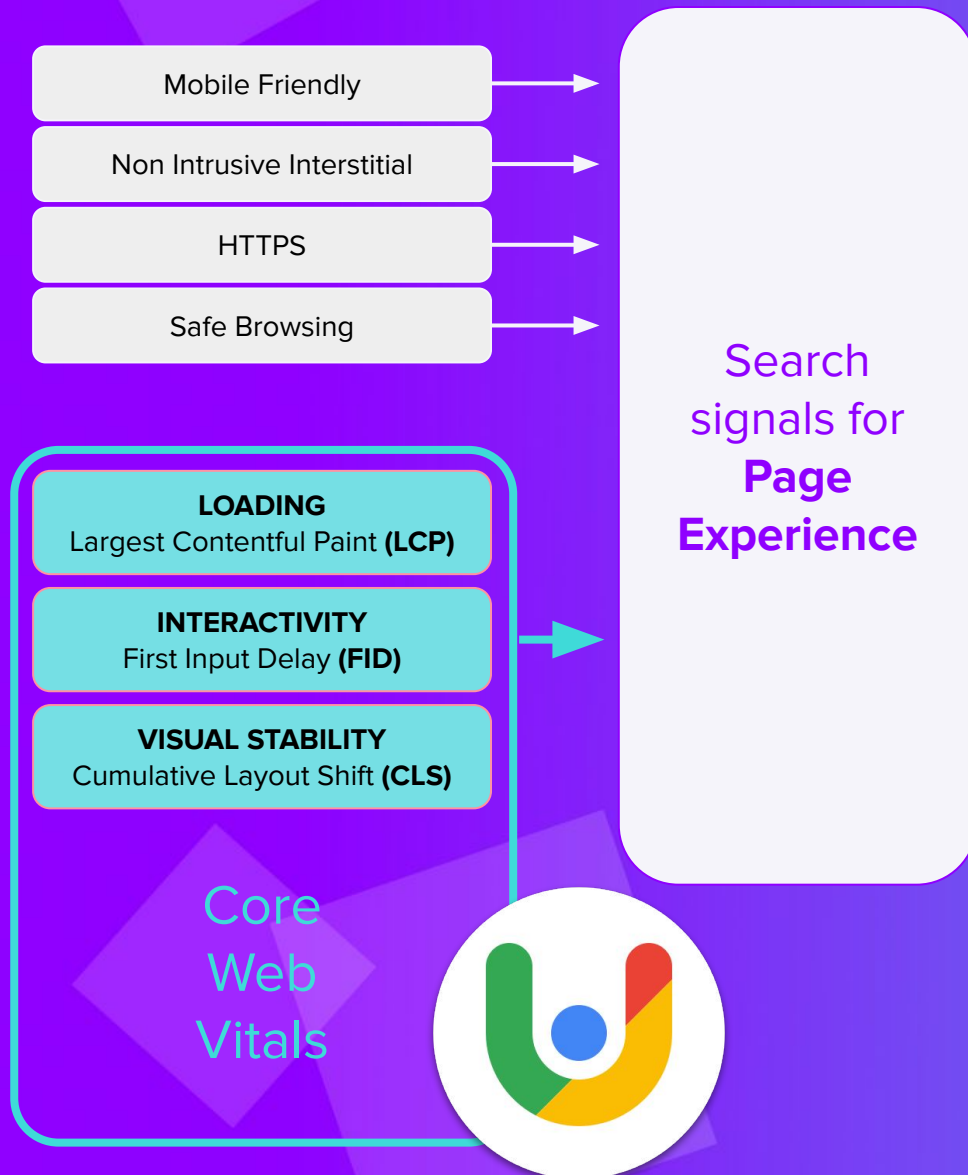 Mobile Friendly
Non Intrusive Interstitial
HTTPS
Safe Browsing
LOADING
Largest Contentful Paint (LCP)
INTERACTIVITY
First Input Delay (FID)
VISUAL STABILITY
Cumulative Layout Shift (CLS)
Core
Web
Vitals
Search
signals for
Page
Experience